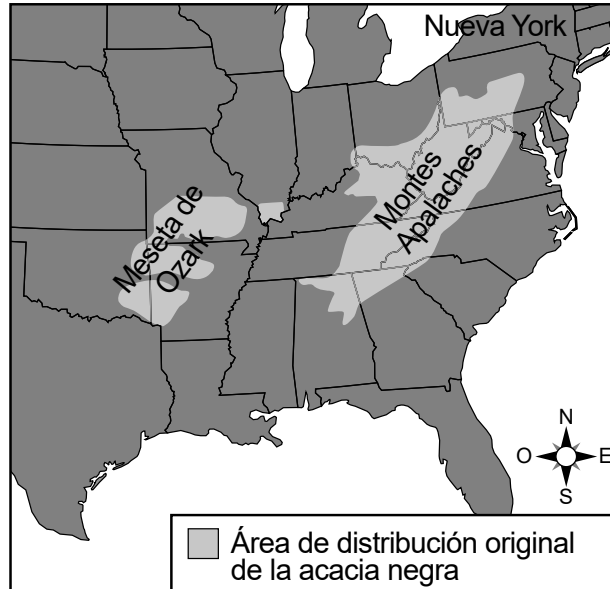 Nueva York
Montes
Apalaches
Meseta de
Ozark
N
O
E
S
Área de distribución original
de la acacia negra